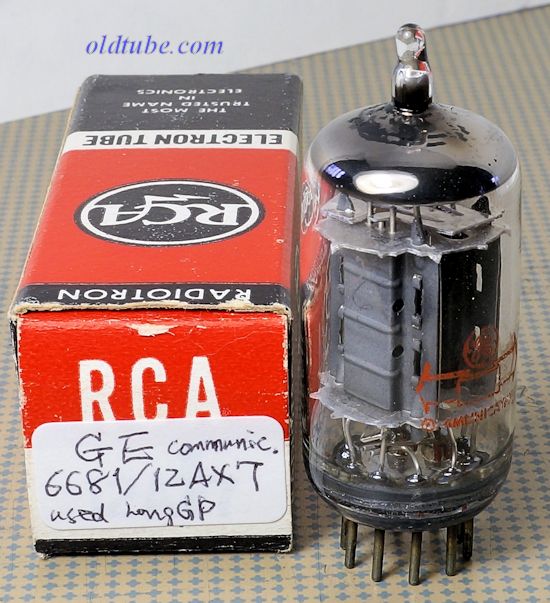 oldtube.com
THE MOST
TRUSTED NAME
IN
ELECTRONICS
ELECTRON TUBE
RCA
RADIOTRON
RCA
GE communic.
6681/12AX7
used LongGP